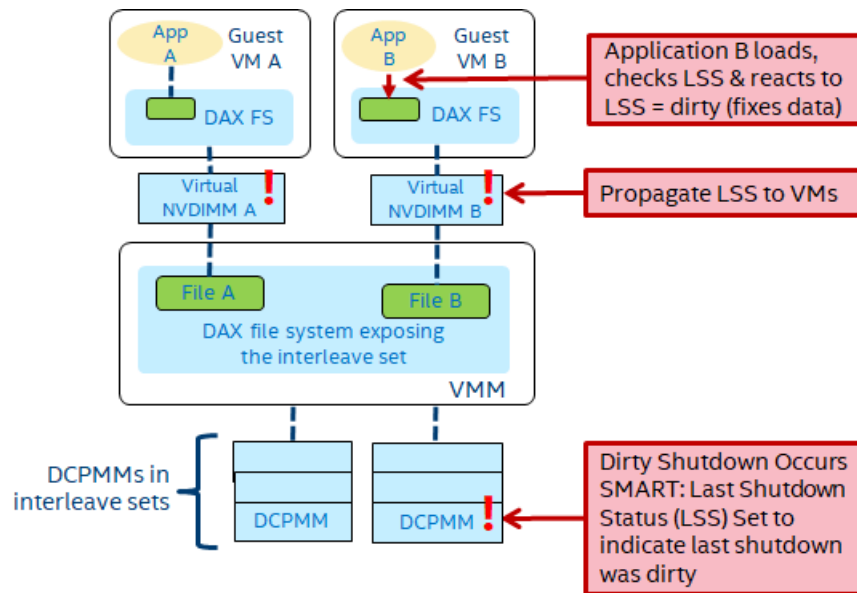 App
A
Guest
VM A
DAX FS
App
B
Guest
VM B
DAX FS
Application B loads,
checks LSS & reacts to
LSS = dirty (fixes data)
Virtual
NVDIMM A
!
Virtual
NVDIMM B
!
Propagate LSS to VMs
File A
File B
DAX file system exposing
the interleave set
VMM
DCPMMs in
interleave sets
DCPMM
DCPMM
!
Dirty Shutdown Occurs
SMART: Last Shutdown
Status (LSS) Set to
indicate last shutdown
was dirty